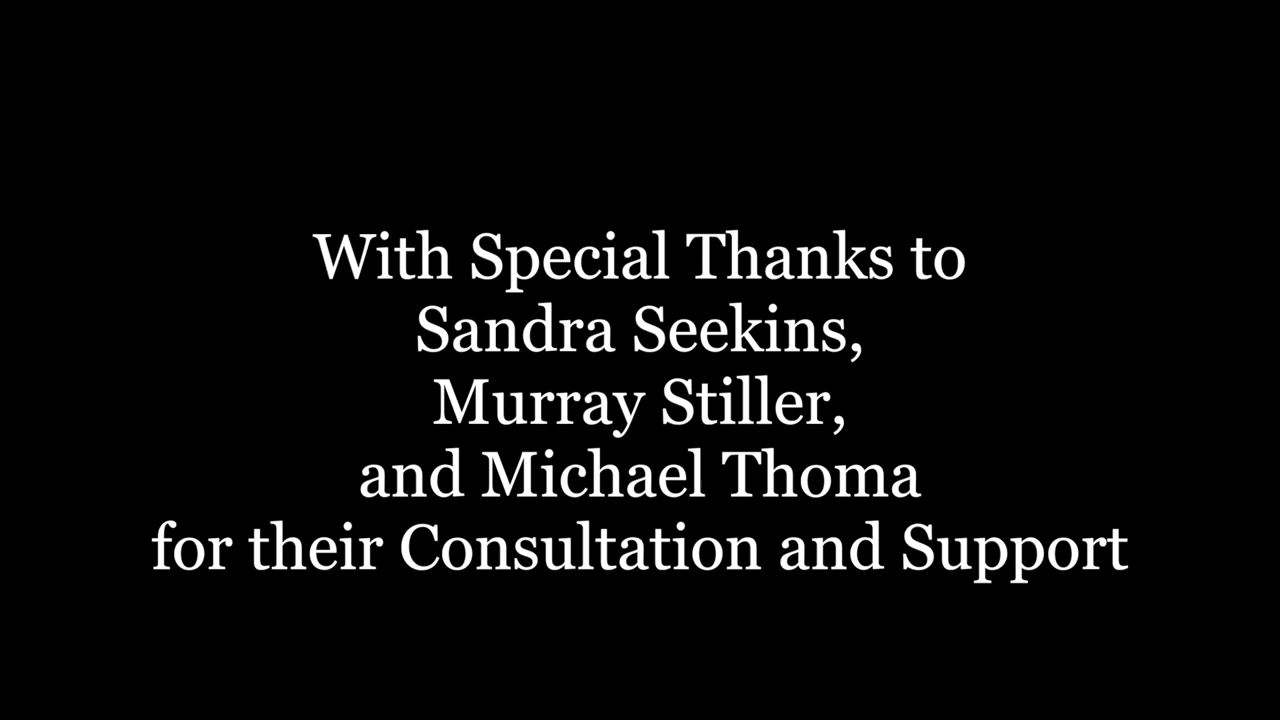 With Special Thanks to
Sandra Seekins,
Murray Stiller,
and Michael Thoma
for their Consultation and Support